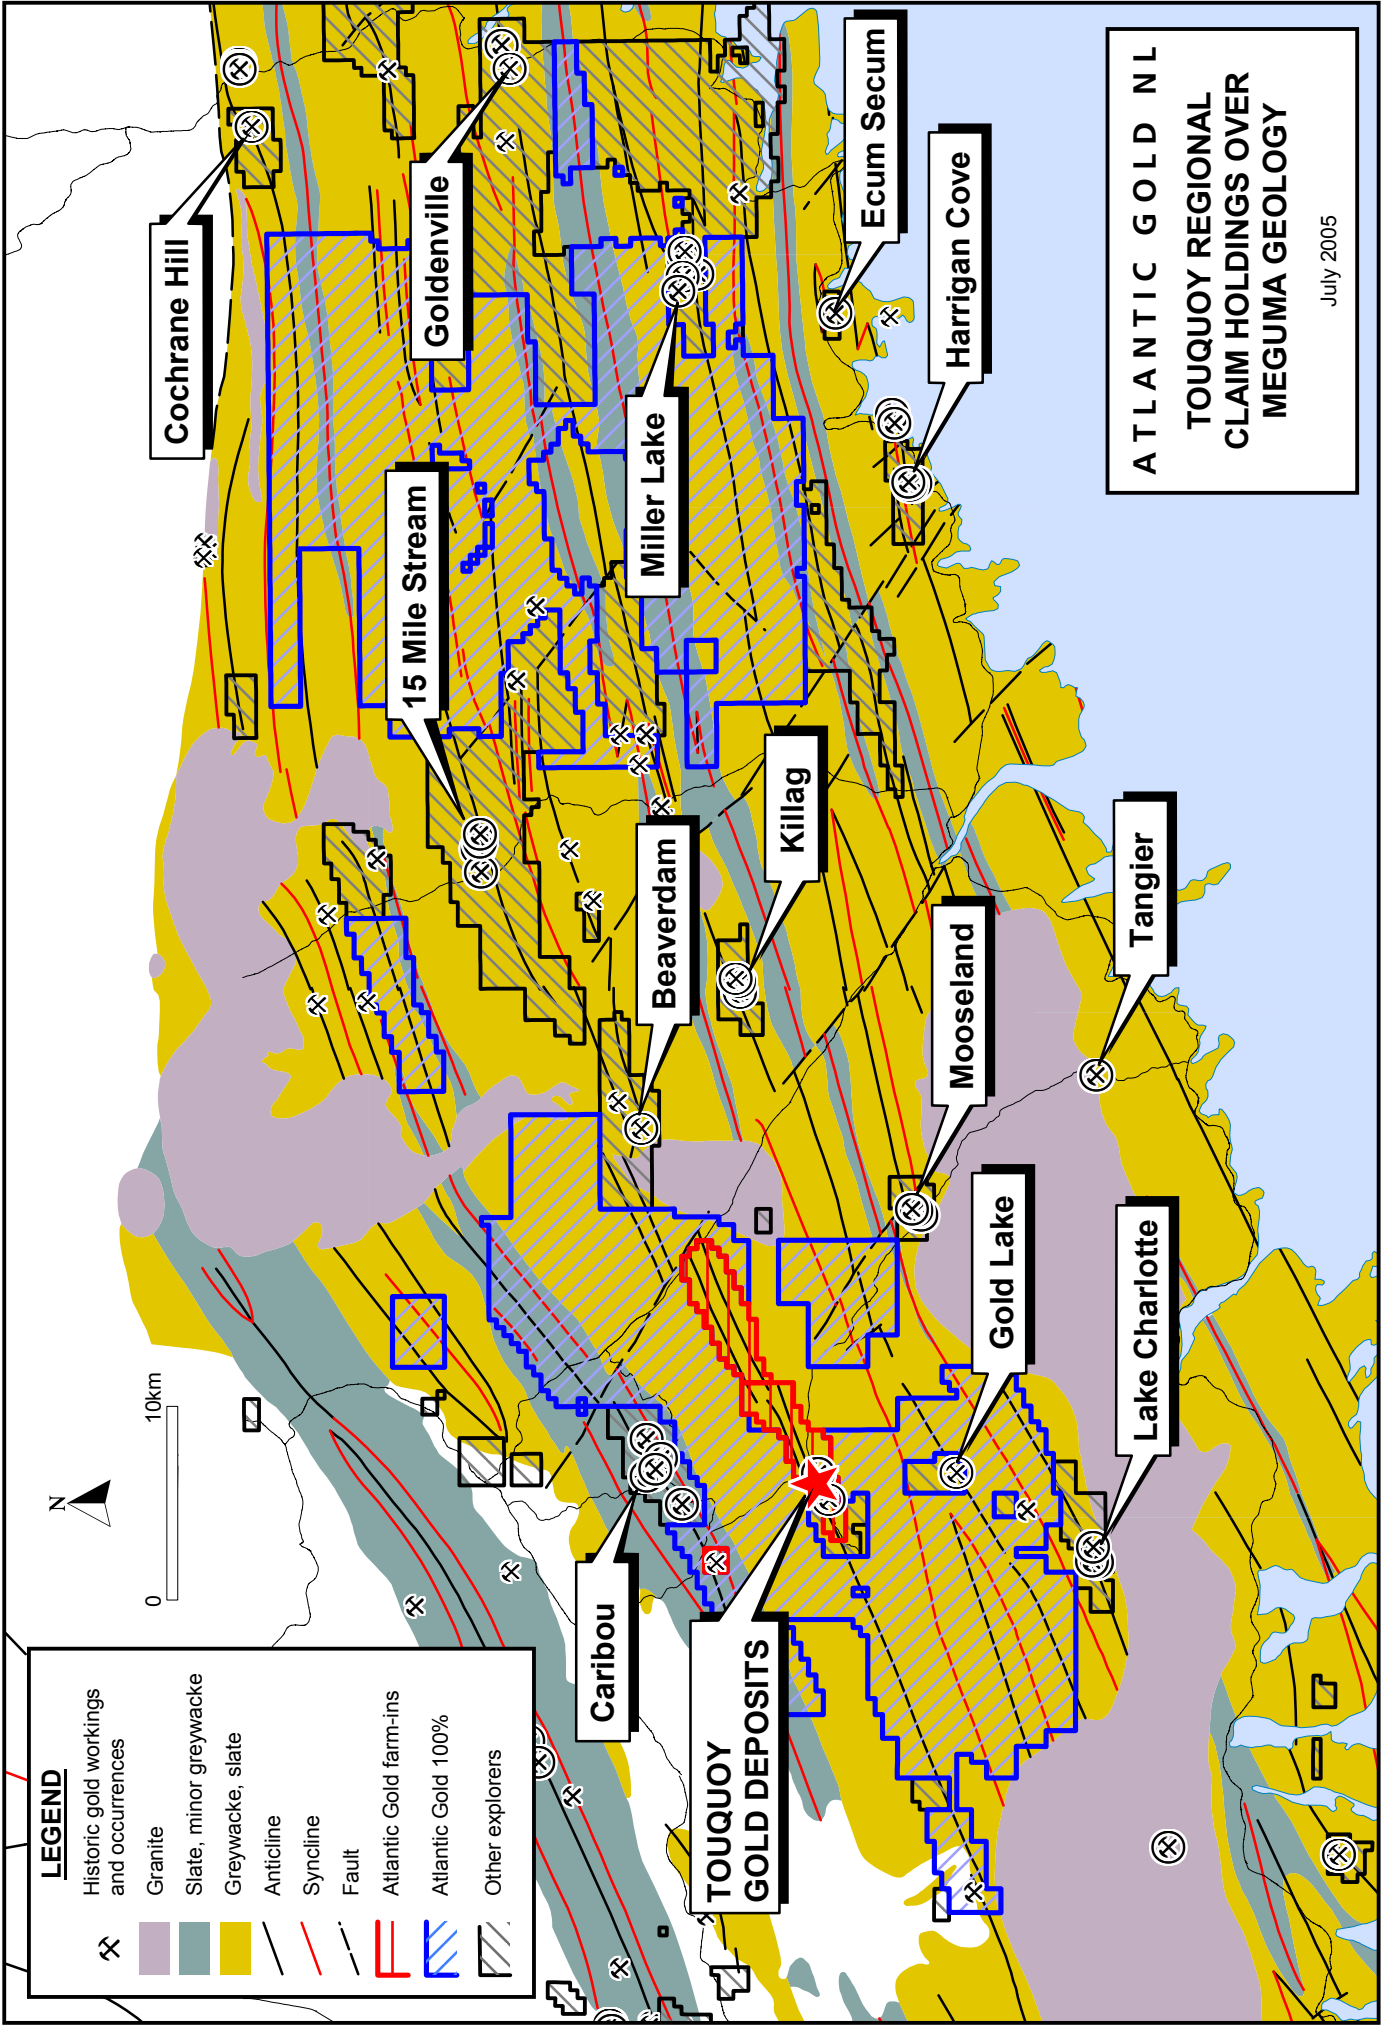 ATLANTIC GOLD NL
TOUQUOY REGIONAL
CLAIM HOLDINGS OVER
MEGUMA GEOLOGY
July 2005
LEGEND
Historic gold workings
and occurrences
Granite
Slate, minor greywacke
Greywacke, slate
Anticline
Syncline
Fault
Atlantic Gold farm-ins
Atlantic Gold 100%
Other explorers
N
0
10km
Cochrane Hill
Goldenville
15 Mile Stream
Miller Lake
Ecum Secum
Harrigan Cove
Beaverdam
Killag
Mooseland
Tangier
Caribou
TOUQUOY
GOLD DEPOSITS
Gold Lake
Lake Charlotte